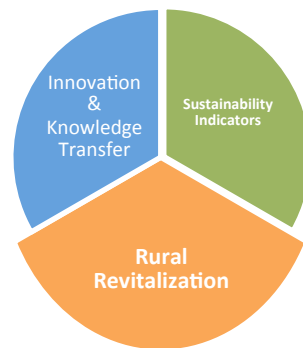 Innovation
&
Knowledge
Transfer
Sustainability
Indicators
Rural
Revitalization